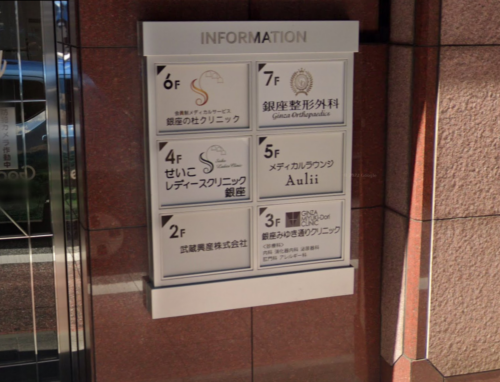 INFORMATION
6F
銀座の杜クリニック
7F
銀座整形外科
Ginza Orthopaedics
4F
せいこ
レディースクリニック
銀座
5F
メディカルラウンジ
Aulii
2F
武蔵興産株式会社
3F
銀座みゆき通りクリニック